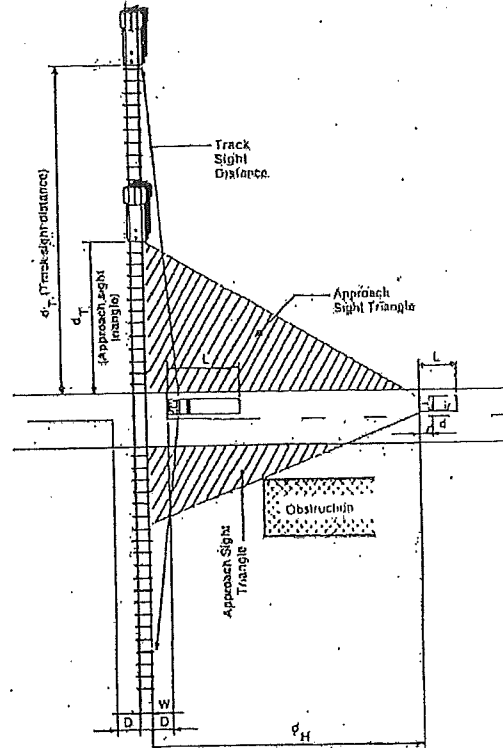 Track
Sight
Distance
d_T (Track sight distance)
d_T
(Approach sight
triangle)
Approach
Sight Triangle
L
L
d
Obstruction
Approach Sight
Triangle
W
D
D
d_H